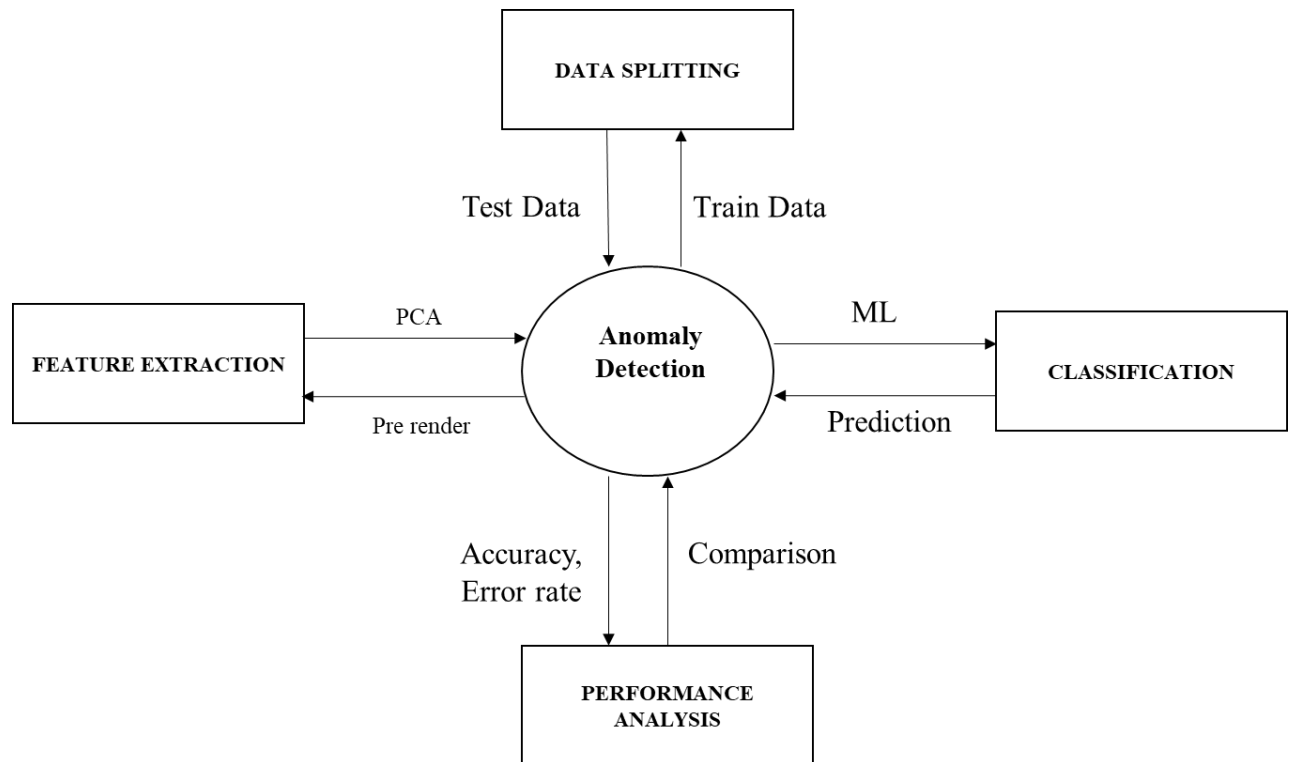 DATA SPLITTING
Test Data
Train Data
FEATURE EXTRACTION
PCA
Pre render
Anomaly
Detection
ML
Prediction
CLASSIFICATION
Accuracy,
Error rate
Comparison
PERFORMANCE
ANALYSIS